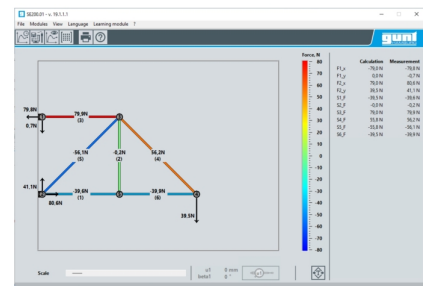 SE200.01 - v. 19.1.1.1
File Modules View Language Learning module ?
gunt
Force, N
80
70
60
50
40
30
20
10
0
-10
-20
-30
-40
-50
-60
-70
-80
Calculation Measurement
F1_x -79,0 N -79,8 N
F1_y 0,0 N -0,7 N
F2_x 79,0 N 80,6 N
F2_y 39,5 N 41,1 N
S1_F -39,5 N -39,6 N
S2_F -0,0 N -0,2 N
S3_F 79,0 N 79,9 N
S4_F 55,8 N 56,2 N
S5_F -55,8 N -56,1 N
S6_F -39,5 N -39,9 N
79,8N
0.7N
79,9N
(3)
-56,1N
(5)
-0,2N
(2)
56,2N
(4)
41.1N
80,6N
-39,6N
(1)
-39,9N
(6)
39.5N
Scale
0 mm
0 °